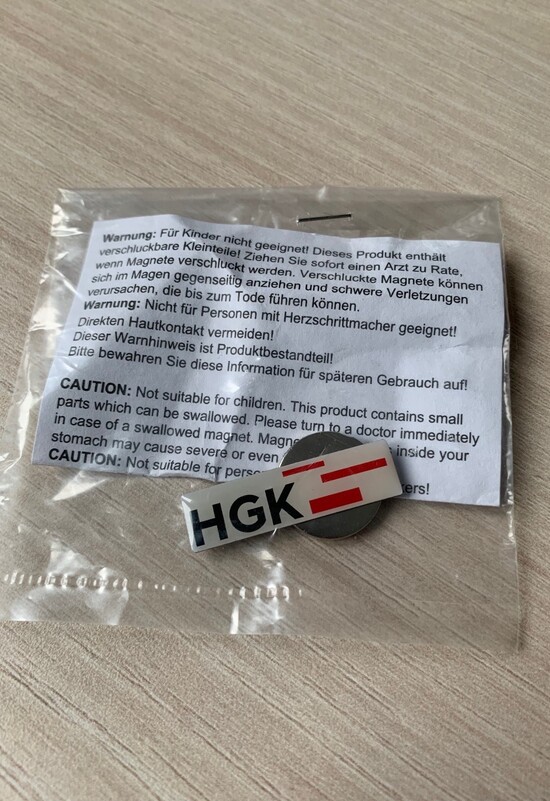 Warnung: Für Kinder nicht geeignet! Dieses Produkt enthält
verschluckbare Kleinteile! Ziehen Sie sofort einen Arzt zu Rate,
wenn Magnete verschluckt werden. Verschluckte Magnete können
sich im Magen gegenseitig anziehen und schwere Verletzungen
verursachen, die bis zum Tode führen können.
Warnung: Nicht für Personen mit Herzschrittmacher geeignet!
Direkten Hautkontakt vermeiden!
Dieser Warnhinweis ist Produktbestandteil!
Bitte bewahren Sie diese Information für späteren Gebrauch auf!
CAUTION: Not suitable for children. This product contains small
parts which can be swallowed. Please turn to a doctor immediately
in case of a swallowed magnet. inside your
stomach may cause severe or even
CAUTION: Not suitable for
HGK